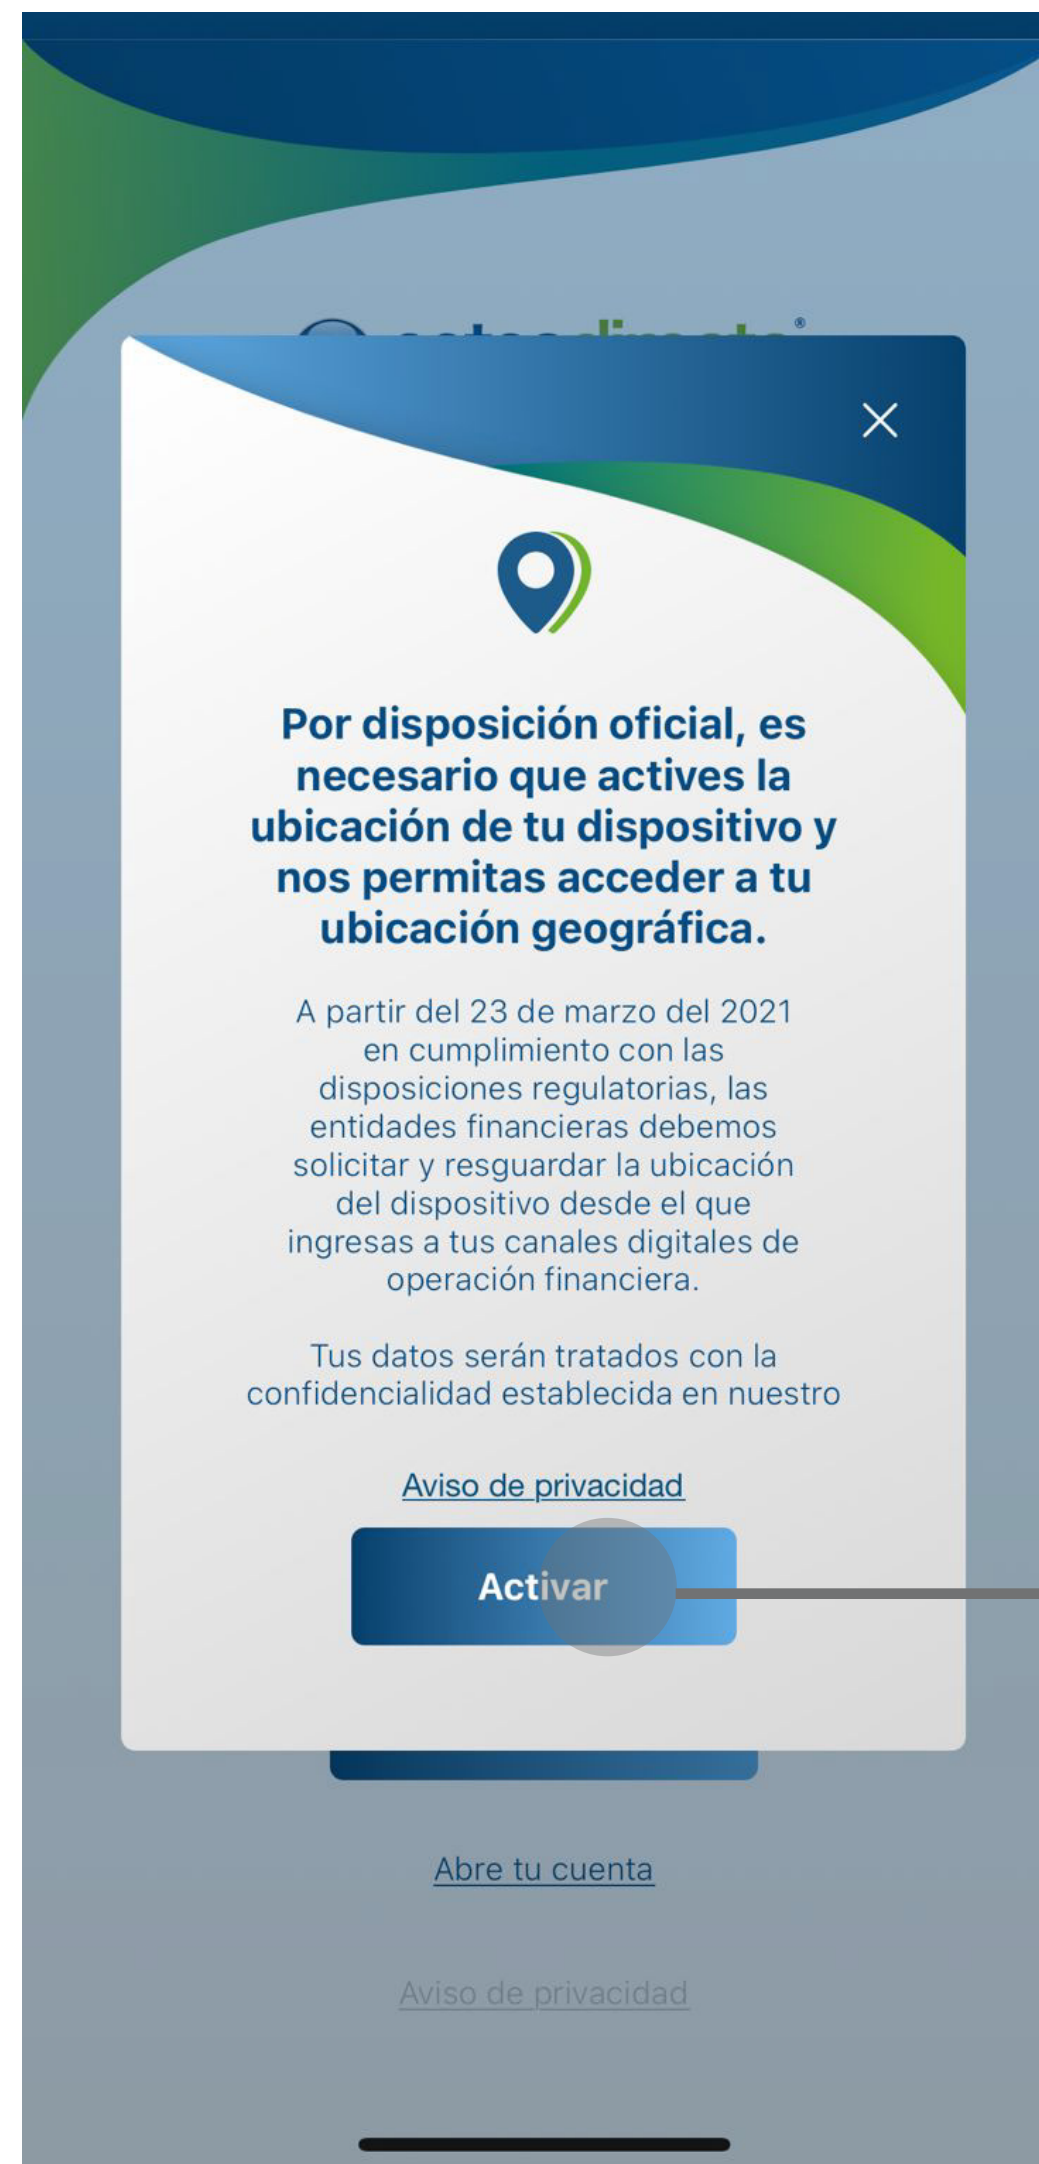 Por disposición oficial, es
necesario que actives la
ubicación de tu dispositivo y
nos permitas acceder a tu
ubicación geográfica.
A partir del 23 de marzo del 2021
en cumplimiento con las
disposiciones regulatorias, las
entidades financieras debemos
solicitar y resguardar la ubicación
del dispositivo desde el que
ingresas a tus canales digitales de
operación financiera.
Tus datos serán tratados con la
confidencialidad establecida en nuestro
Aviso de privacidad
Activar
Abre tu cuenta
Aviso de privacidad